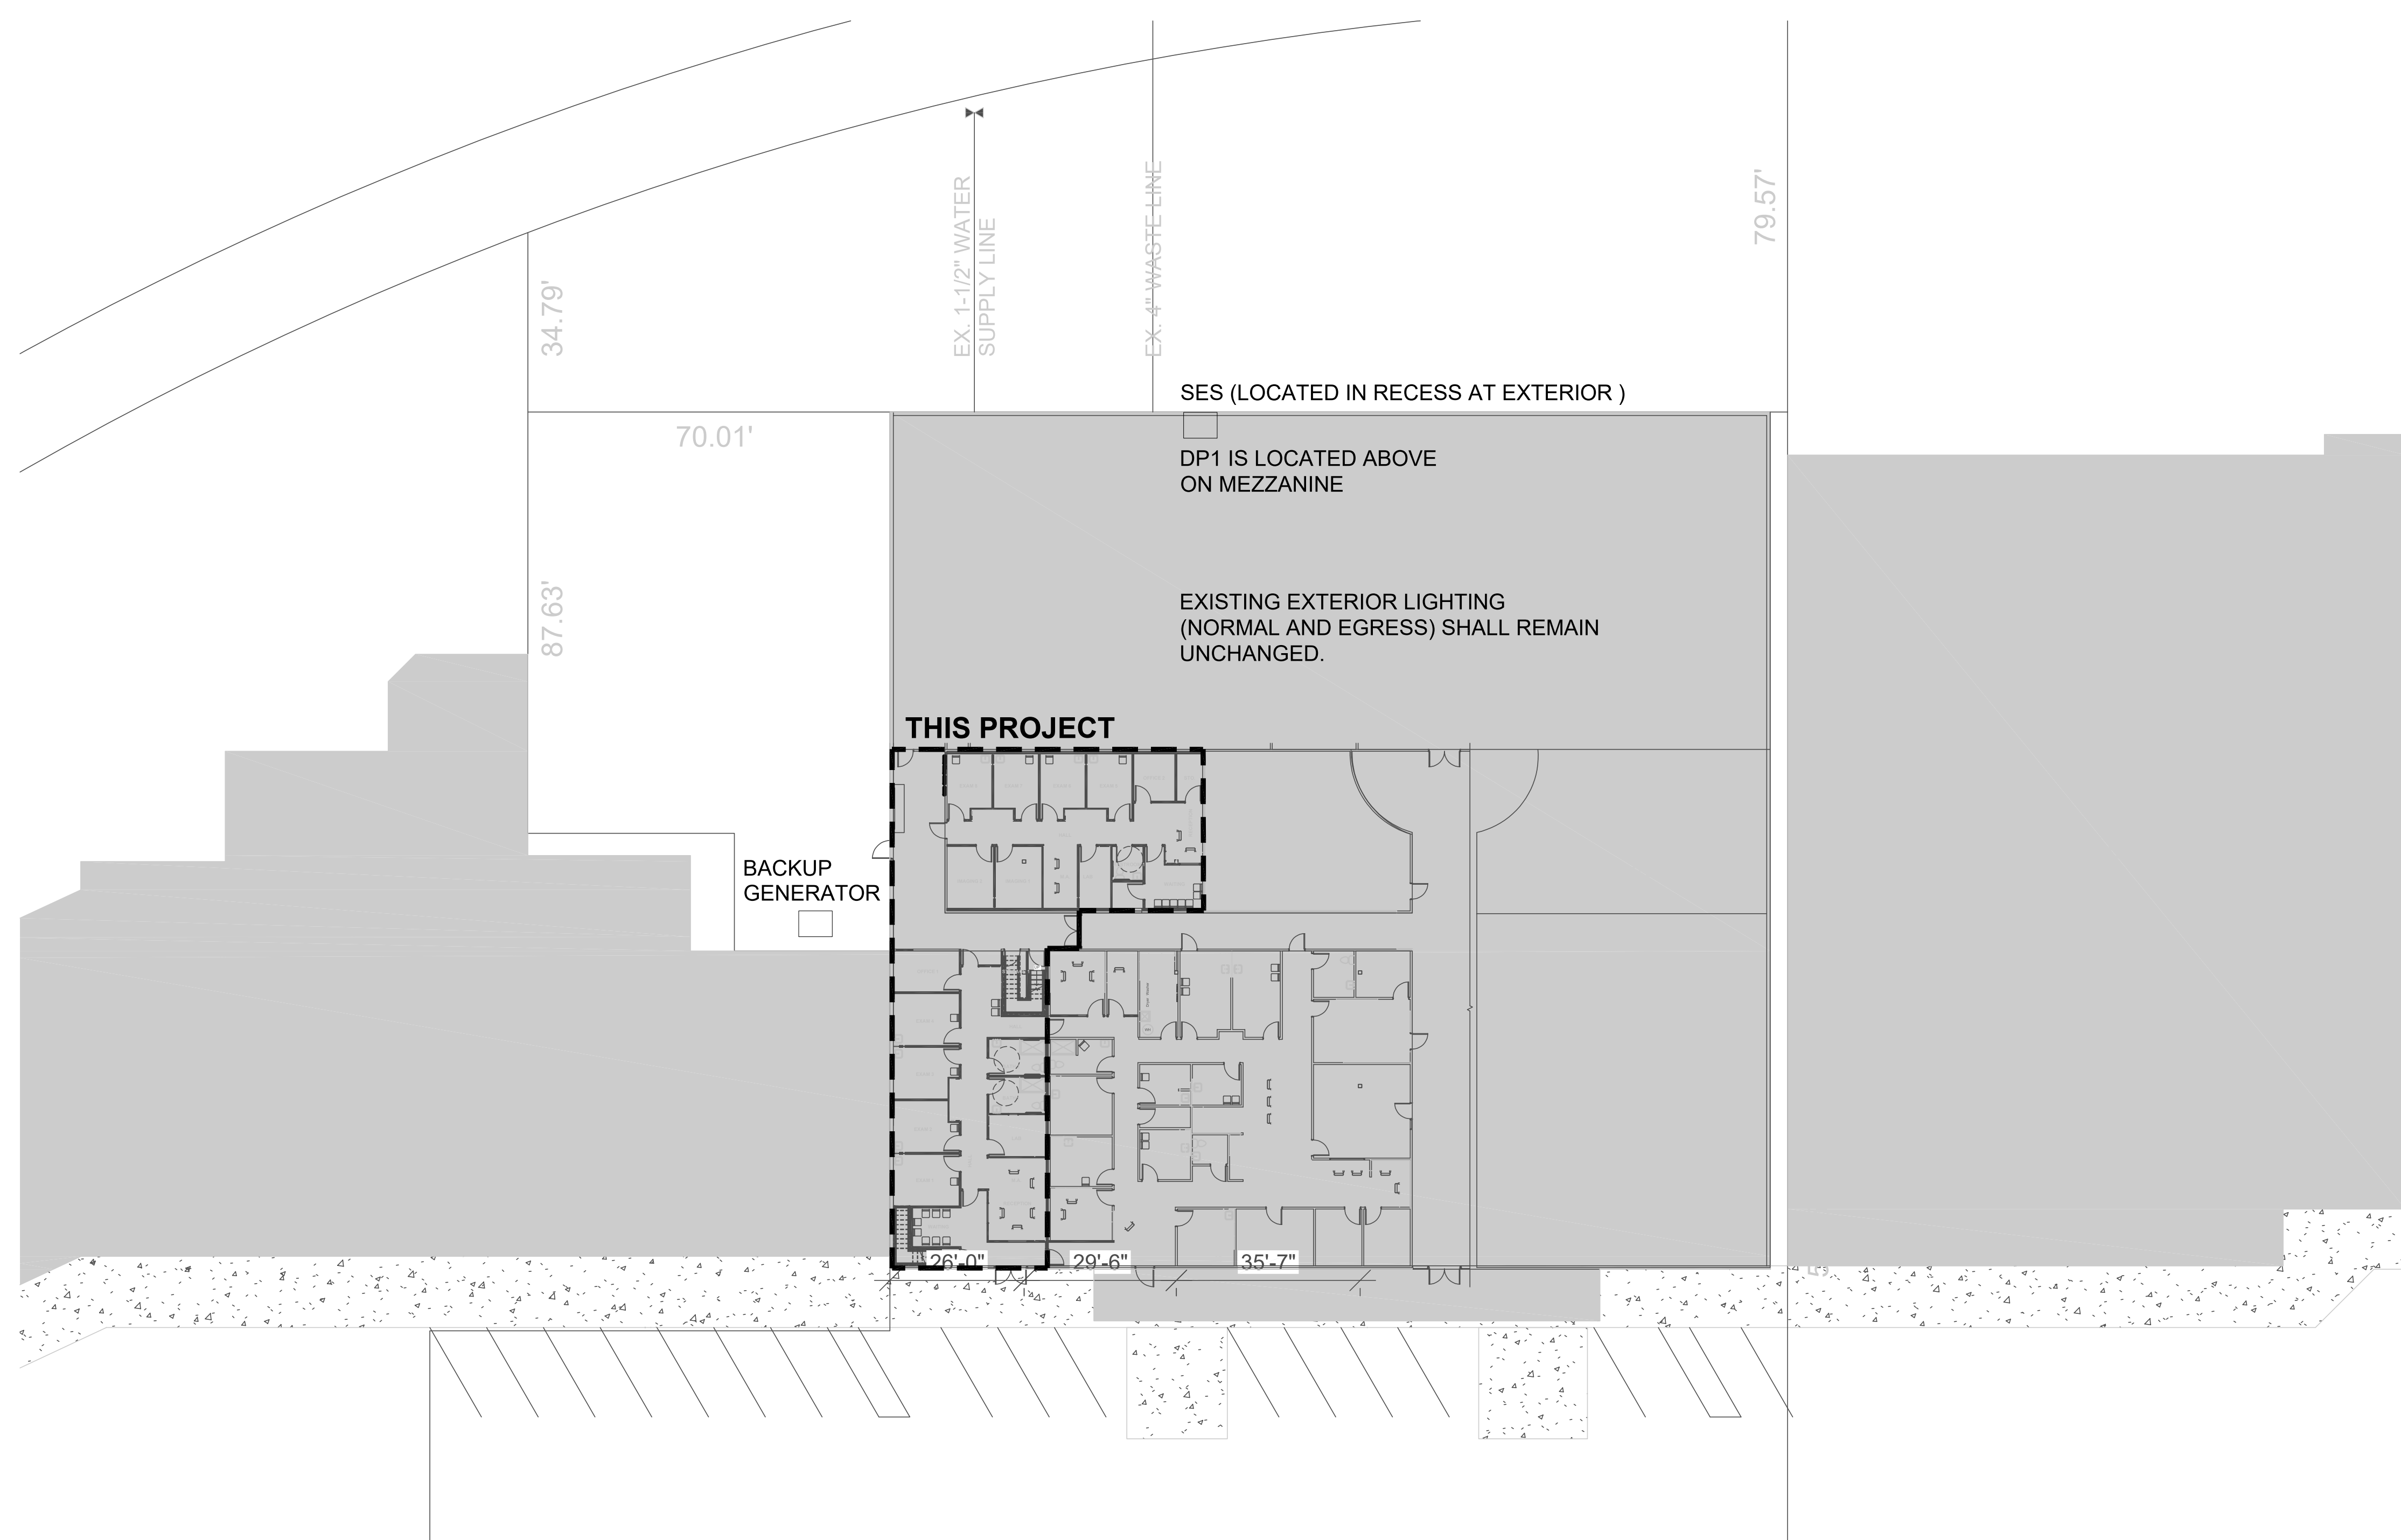 79.57'
EX. 1-1/2" WATER
SUPPLY LINE
EX. 4" WASTE LINE
34.79'
SES (LOCATED IN RECESS AT EXTERIOR )
70.01'
DP1 IS LOCATED ABOVE
ON MEZZANINE
87.63'
EXISTING EXTERIOR LIGHTING
(NORMAL AND EGRESS) SHALL REMAIN
UNCHANGED.
THIS PROJECT
BACKUP
GENERATOR
26'-0"
29'-6"
35'-7"